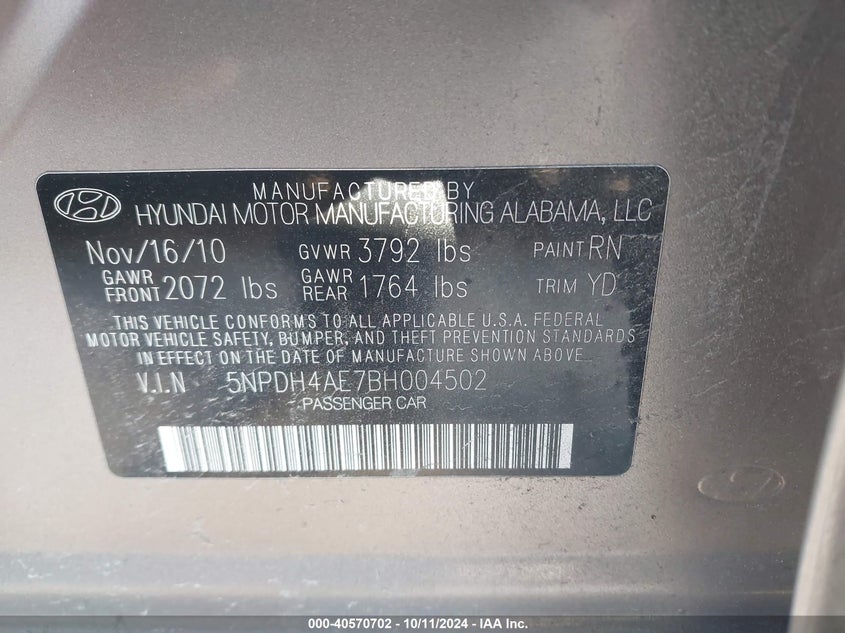 MANUFACTURED BY
HYUNDAI MOTOR MANUFACTURING ALABAMA, LLC
Nov/16/10 GVWR 3792 lbs PAINT RN
GAWR FRONT 2072 lbs GAWR REAR 1764 lbs TRIM YD
THIS VEHICLE CONFORMS TO ALL APPLICABLE U.S.A. FEDERAL
MOTOR VEHICLE SAFETY, BUMPER, AND THEFT PREVENTION STANDARDS
IN EFFECT ON THE DATE OF MANUFACTURE SHOWN ABOVE.
V.I.N 5NPDH4AE7BH004502
PASSENGER CAR
000-40570702 - 10/11/2024 - IAA Inc.